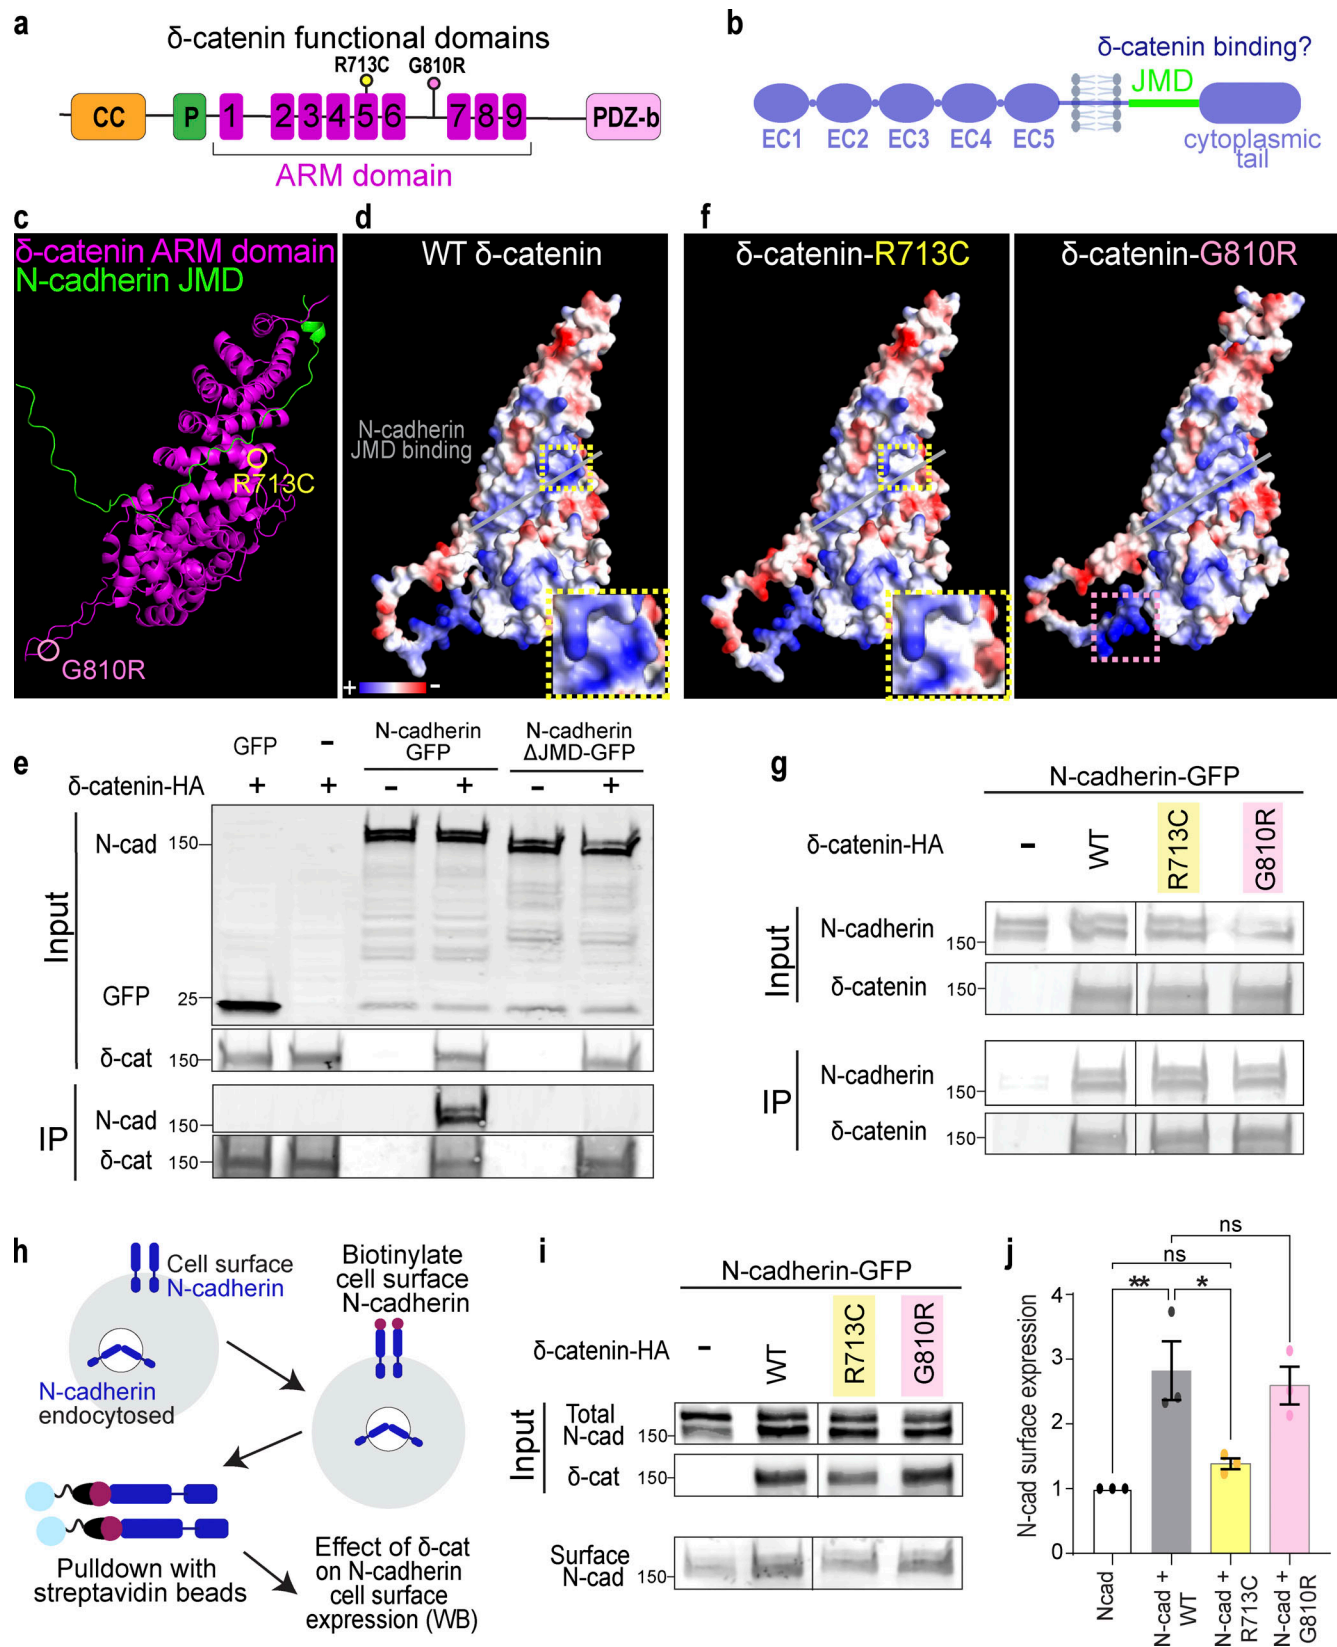 a
δ-catenin functional domains
R713C G810R
CC P 1 2 3 4 5 6 7 8 9 PDZ-b
ARM domain
b
δ-catenin binding?
JMD
EC1 EC2 EC3 EC4 EC5
cytoplasmic
tail
c
δ-catenin ARM domain
N-cadherin JMD
R713C
G810R
d
WT δ-catenin
N-cadherin
JMD binding
+ -
f
δ-catenin-R713C
δ-catenin-G810R
e
GFP - N-cadherin GFP N-cadherin ΔJMD-GFP
δ-catenin-HA + + - + - +
Input
N-cad 150
GFP 25
δ-cat 150
IP
N-cad 150
δ-cat 150
g
N-cadherin-GFP
δ-catenin-HA - WT R713C G810R
Input
N-cadherin 150
δ-catenin 150
IP
N-cadherin 150
δ-catenin 150
h
Cell surface
N-cadherin
N-cadherin
endocytosed
Biotinylate
cell surface
N-cadherin
Pulldown with
streptavidin beads
Effect of δ-cat
on N-cadherin
cell surface
expression (WB)
i
N-cadherin-GFP
δ-catenin-HA - WT R713C G810R
Input
Total
N-cad 150
δ-cat 150
Surface
N-cad 150
j
ns
ns
** *
N-cad surface expression
4
3
2
1
0
Ncad
N-cad + WT
N-cad + R713C
N-cad + G810R